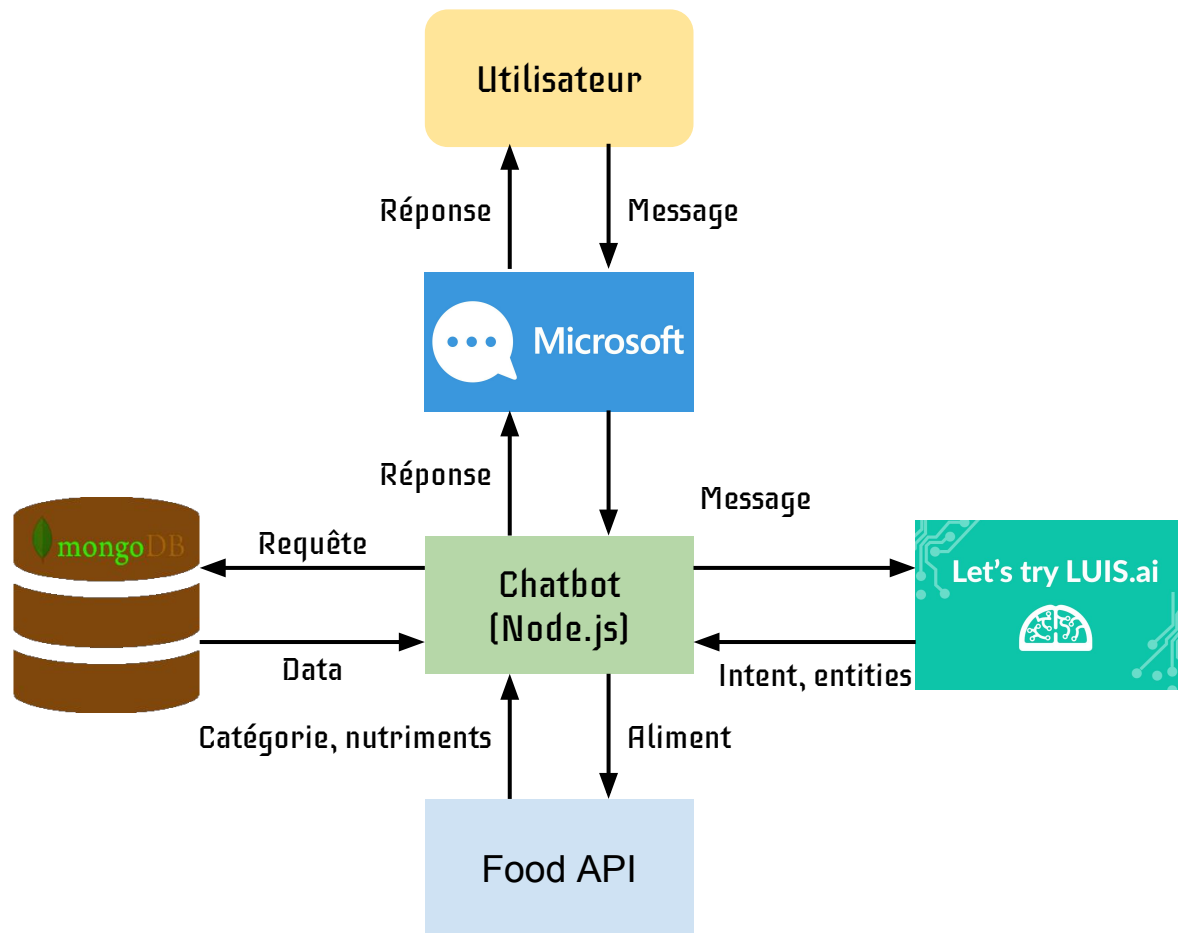 Utilisateur
Réponse
Message
Microsoft
Réponse
Message
mongoDB
Requête
Chatbot
(Node.js)
Let's try LUIS.ai
Data
Intent, entities
Catégorie, nutriments
Aliment
Food API